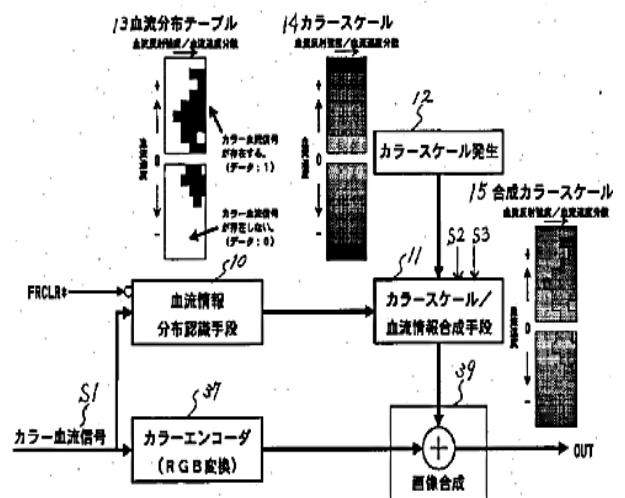 13 血流分布テーブル
血流反射強度/血流速度分散
14 カラースケール
血流反射強度/血流速度分散
+
0
-
カラー血流信号
が存在する。
(データ:1)
カラー血流信号
が存在しない。
(データ:0)
+
0
-
12
カラースケール発生
15 合成カラースケール
血流反射強度/血流速度分散
+
0
-
S2 S3
FRCLR*
10
血流情報
分布認識手段
11
カラースケール/
血流情報合成手段
S1
カラー血流信号
37
カラーエンコーダ
(RGB変換)
39
+
画像合成
OUT